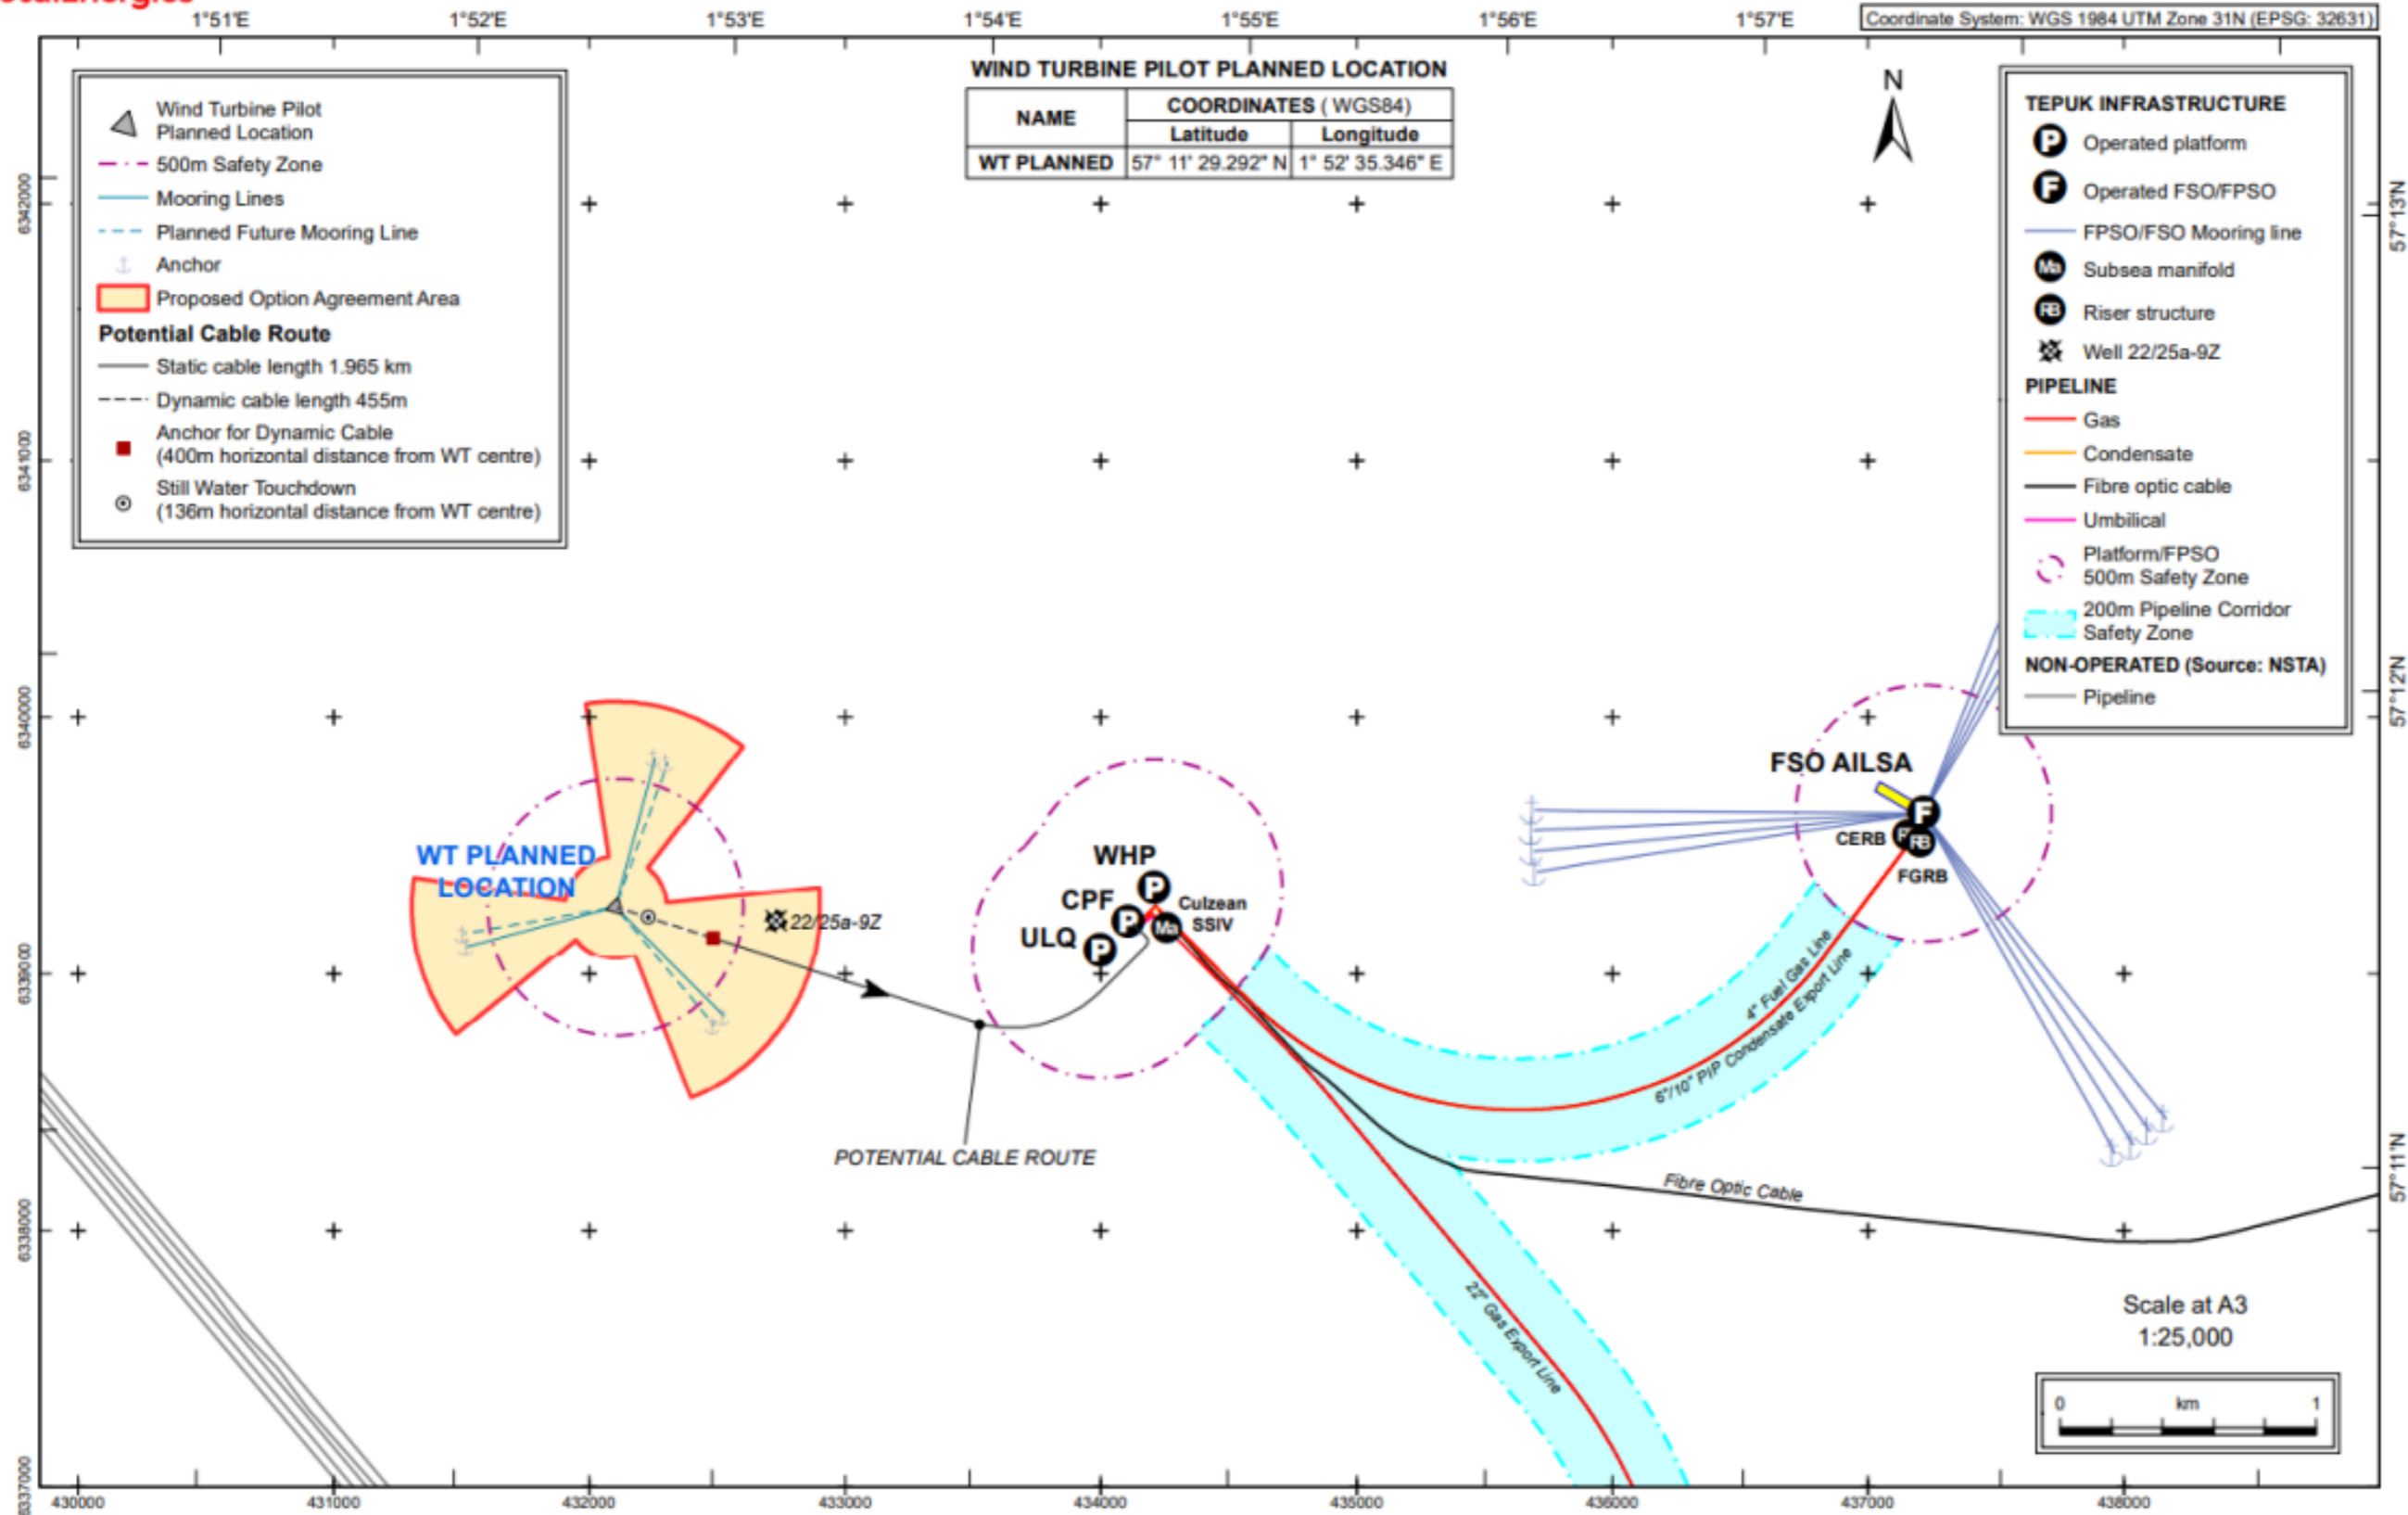 1°51'E 1°52'E 1°53'E 1°54'E 1°55'E 1°56'E 1°57'E
Coordinate System: WGS 1984 UTM Zone 31N (EPSG: 32631)
Wind Turbine Pilot
Planned Location
500m Safety Zone
Mooring Lines
Planned Future Mooring Line
Anchor
Proposed Option Agreement Area
Potential Cable Route
Static cable length 1.965 km
Dynamic cable length 455m
Anchor for Dynamic Cable
(400m horizontal distance from WT centre)
Still Water Touchdown
(136m horizontal distance from WT centre)
WIND TURBINE PILOT PLANNED LOCATION
NAME
COORDINATES ( WGS84)
Latitude Longitude
WT PLANNED 57° 11' 29.292" N 1° 52' 35.346" E
N
TEPUK INFRASTRUCTURE
P Operated platform
F Operated FSO/FPSO
FPSO/FSO Mooring line
Ma Subsea manifold
RB Riser structure
Well 22/25a-9Z
PIPELINE
Gas
Condensate
Fibre optic cable
Umbilical
Platform/FPSO
500m Safety Zone
200m Pipeline Corridor
Safety Zone
NON-OPERATED (Source: NSTA)
Pipeline
6342000
6341000
6340000
6339000
6338000
6337000
57°13'N
57°12'N
57°11'N
WT PLANNED
LOCATION
22/25a-9Z
WHP
P
CPF
P
ULQ
P
Ma
Culzean
SSIV
FSO AILSA
F
CERB
RB
FGRB
4" Fuel Gas Line
6"/10" PIP Condensate Export Line
POTENTIAL CABLE ROUTE
Fibre Optic Cable
22" Gas Export Line
Scale at A3
1:25,000
0 km 1
430000 431000 432000 433000 434000 435000 436000 437000 438000